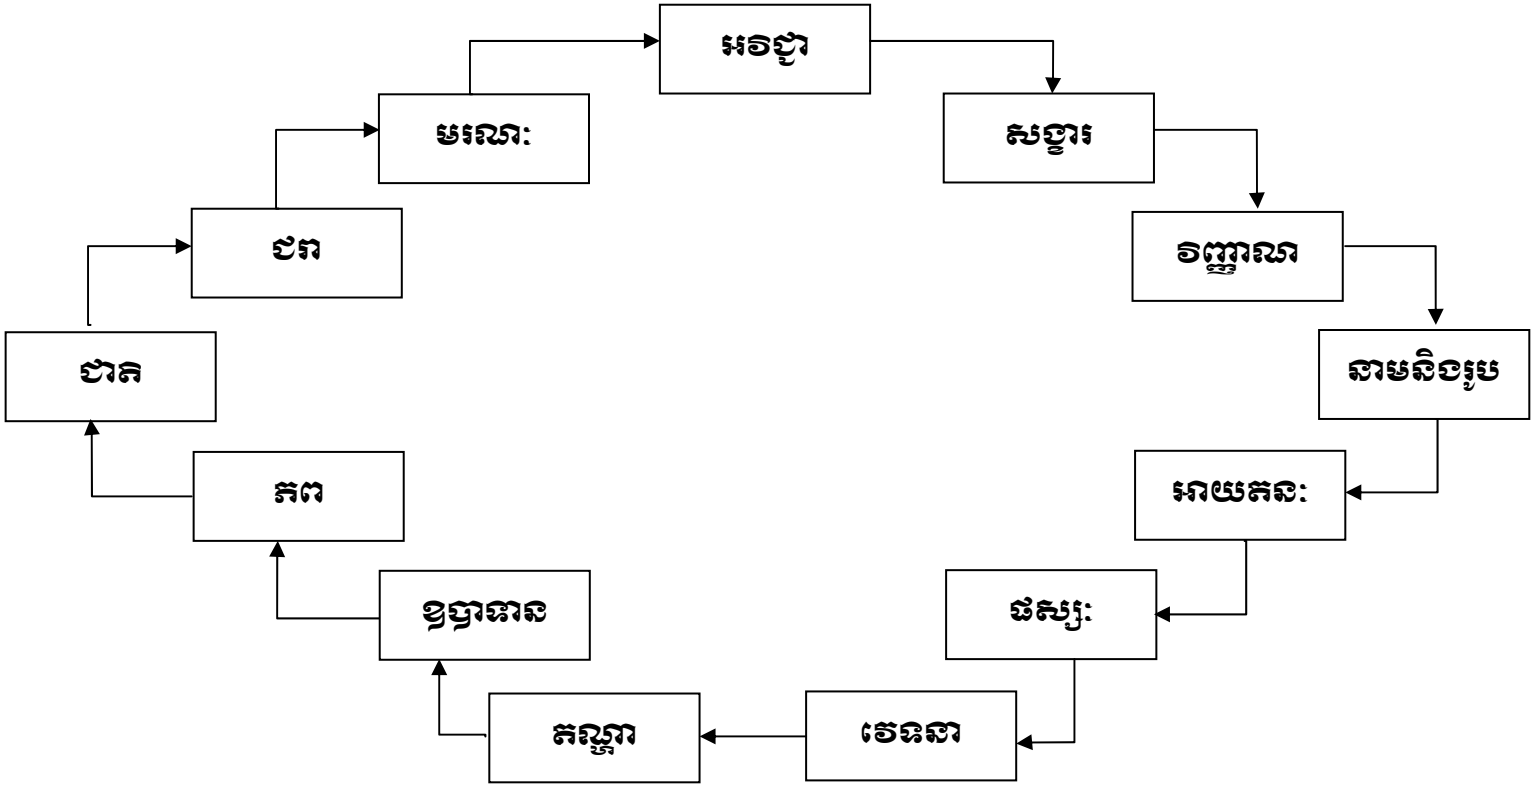 អវិជ្ជា
សង្ខារ
វិញ្ញាណ
នាមនិងរូប
អាយតនៈ
ផស្សៈ
វេទនា
តណ្ហា
ឧបាទាន
ភព
ជាតិ
ជរា
មរណៈ